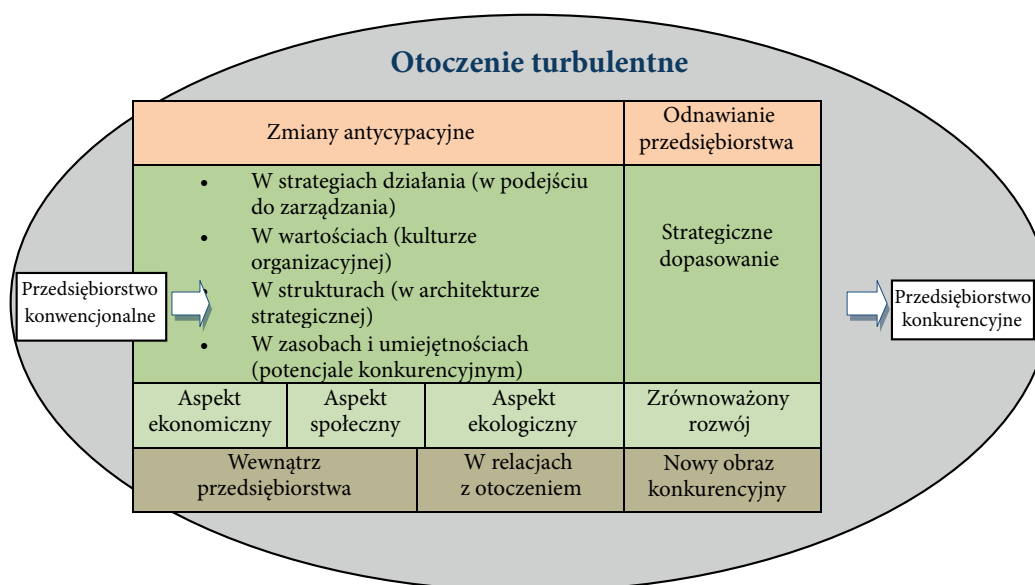 Otoczenie turbulentne
Zmiany antycypacyjne
Odnawianie
przedsiębiorstwa
• W strategiach działania (w podejściu
do zarządzania)
• W wartościach (kulturze
organizacyjnej)
• W strukturach (w architekturze
strategicznej)
• W zasobach i umiejętnościach
(potencjale konkurencyjnym)
Strategiczne
dopasowanie
Przedsiębiorstwo
konwencjonalne
Przedsiębiorstwo
konkurencyjne
Aspekt
ekonomiczny
Aspekt
społeczny
Aspekt
ekologiczny
Zrównoważony
rozwój
Wewnątrz
przedsiębiorstwa
W relacjach
z otoczeniem
Nowy obraz
konkurencyjny